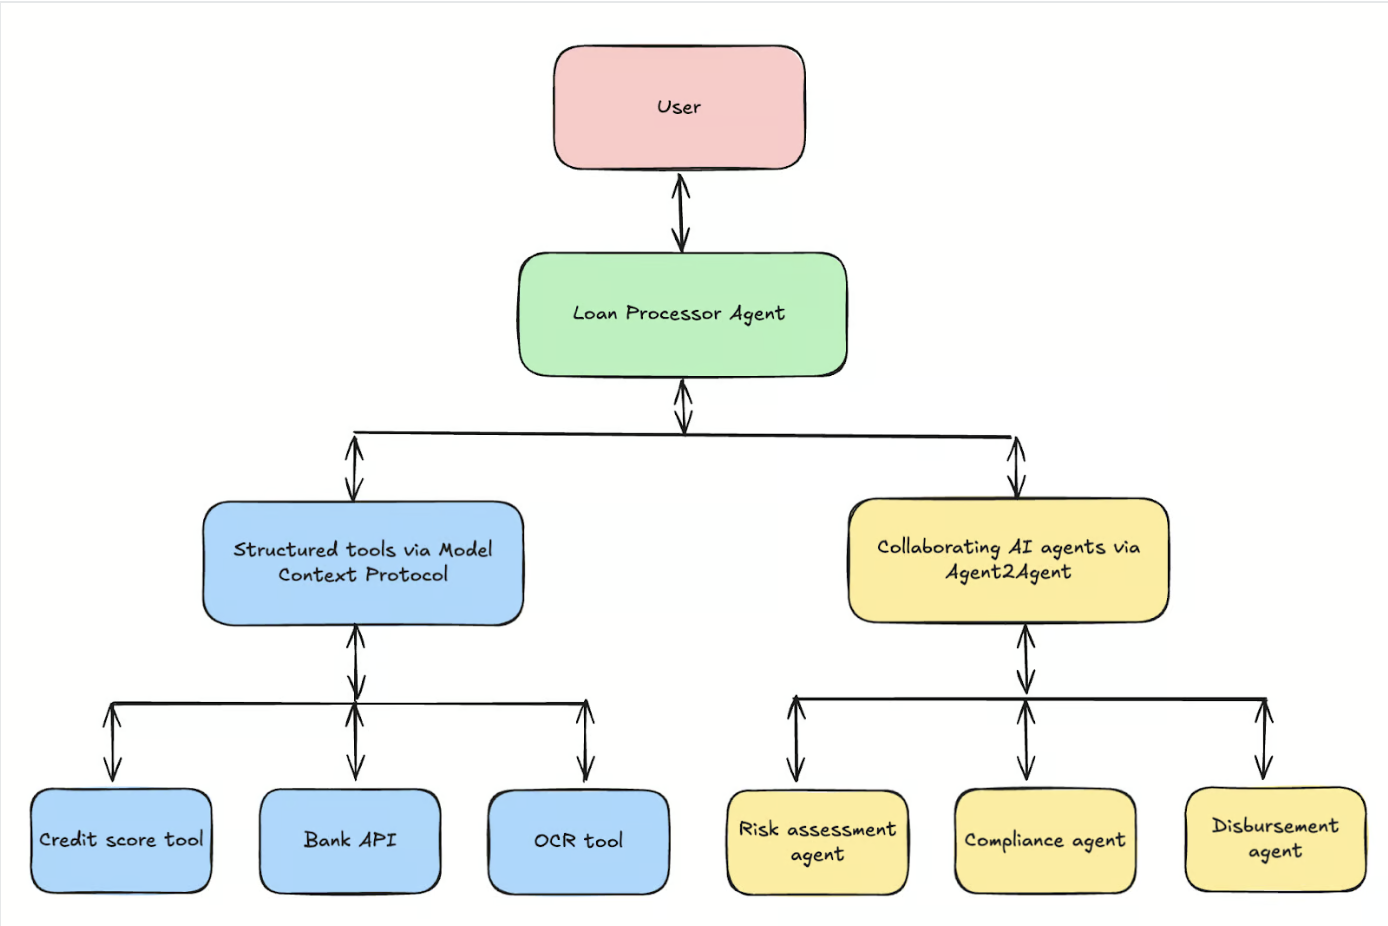 User
Loan Processor Agent
Structured tools via Model
Context Protocol
Collaborating AI agents via
Agent2Agent
Credit score tool
Bank API
OCR tool
Risk assessment
agent
Compliance agent
Disbursement
agent